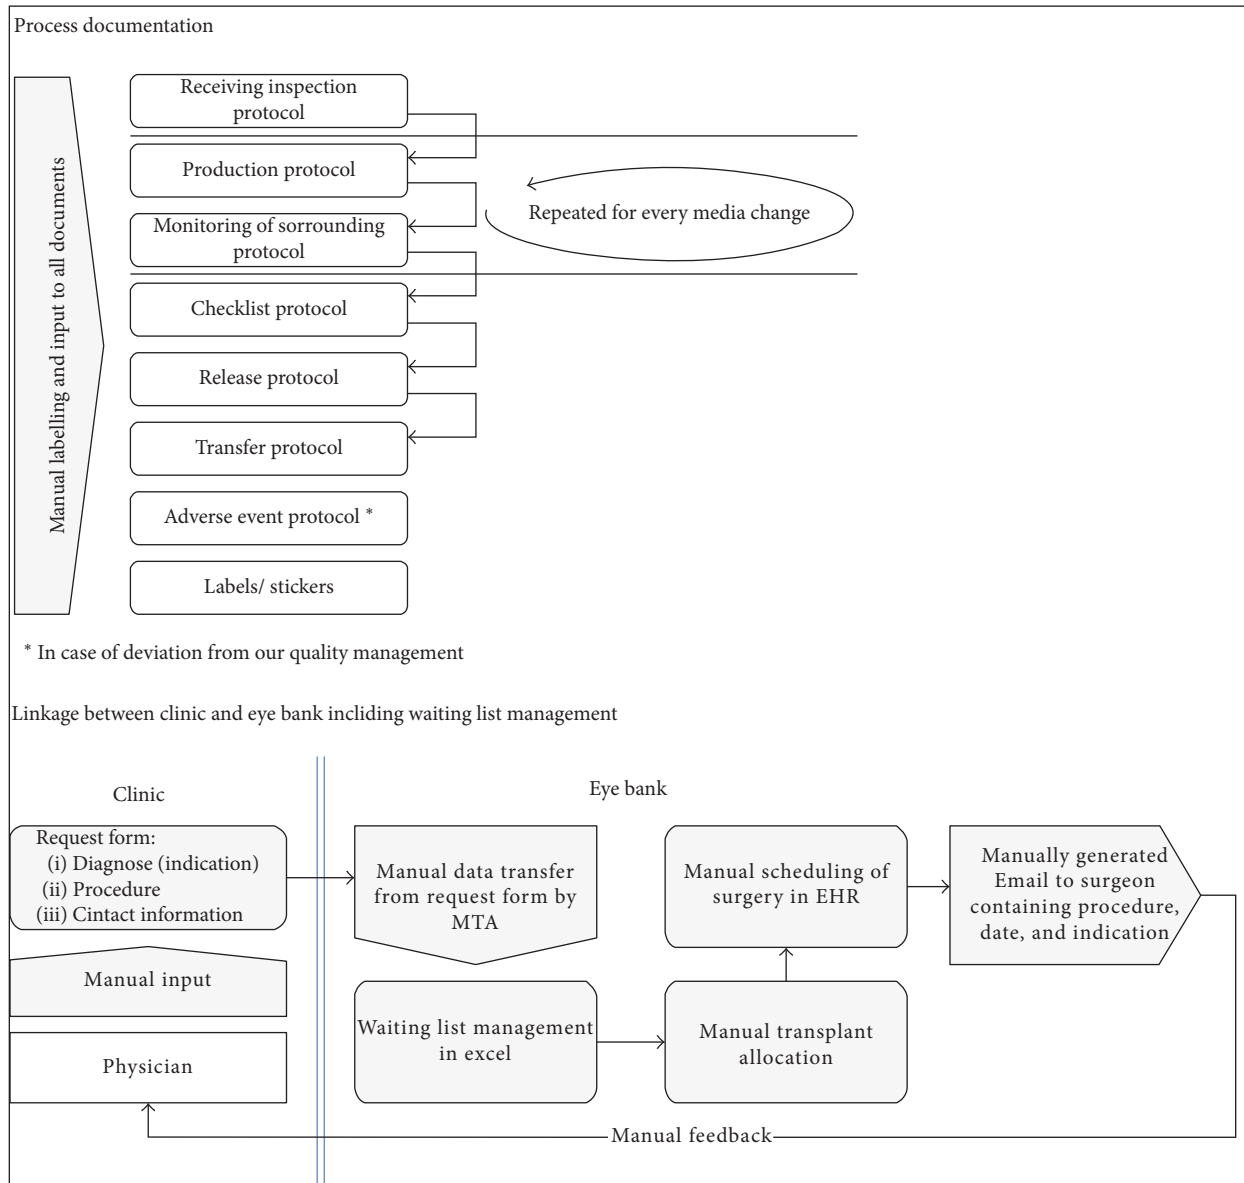 Process documentation
Manual labelling and input to all documents
Receiving inspection
protocol
Production protocol
Monitoring of sorrounding
protocol
Repeated for every media change
Checklist protocol
Release protocol
Transfer protocol
Adverse event protocol *
Labels/ stickers
* In case of deviation from our quality management
Linkage between clinic and eye bank incliding waiting list management
Clinic
Eye bank
Request form:
(i) Diagnose (indication)
(ii) Procedure
(iii) Cintact information
Manual input
Physician
Manual data transfer
from request form by
MTA
Waiting list management
in excel
Manual scheduling of
surgery in EHR
Manual transplant
allocation
Manually generated
Email to surgeon
containing procedure,
date, and indication
Manual feedback